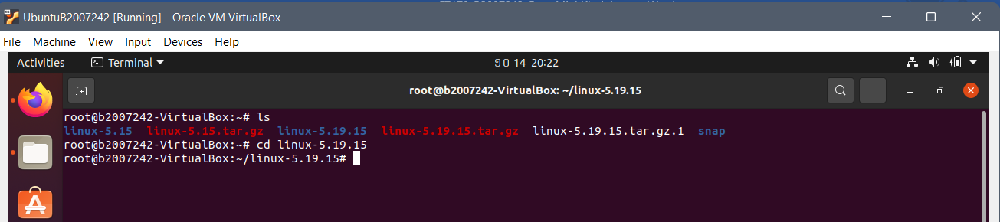 UbuntuB2007242 [Running] - Oracle VM VirtualBox
File Machine View Input Devices Help
Activities Terminal 14 20:22
root@b2007242-VirtualBox: ~/linux-5.19.15
root@b2007242-VirtualBox:~# ls
linux-5.15 linux-5.15.tar.gz linux-5.19.15 linux-5.19.15.tar.gz linux-5.19.15.tar.gz.1 snap
root@b2007242-VirtualBox:~# cd linux-5.19.15
root@b2007242-VirtualBox:~/linux-5.19.15#